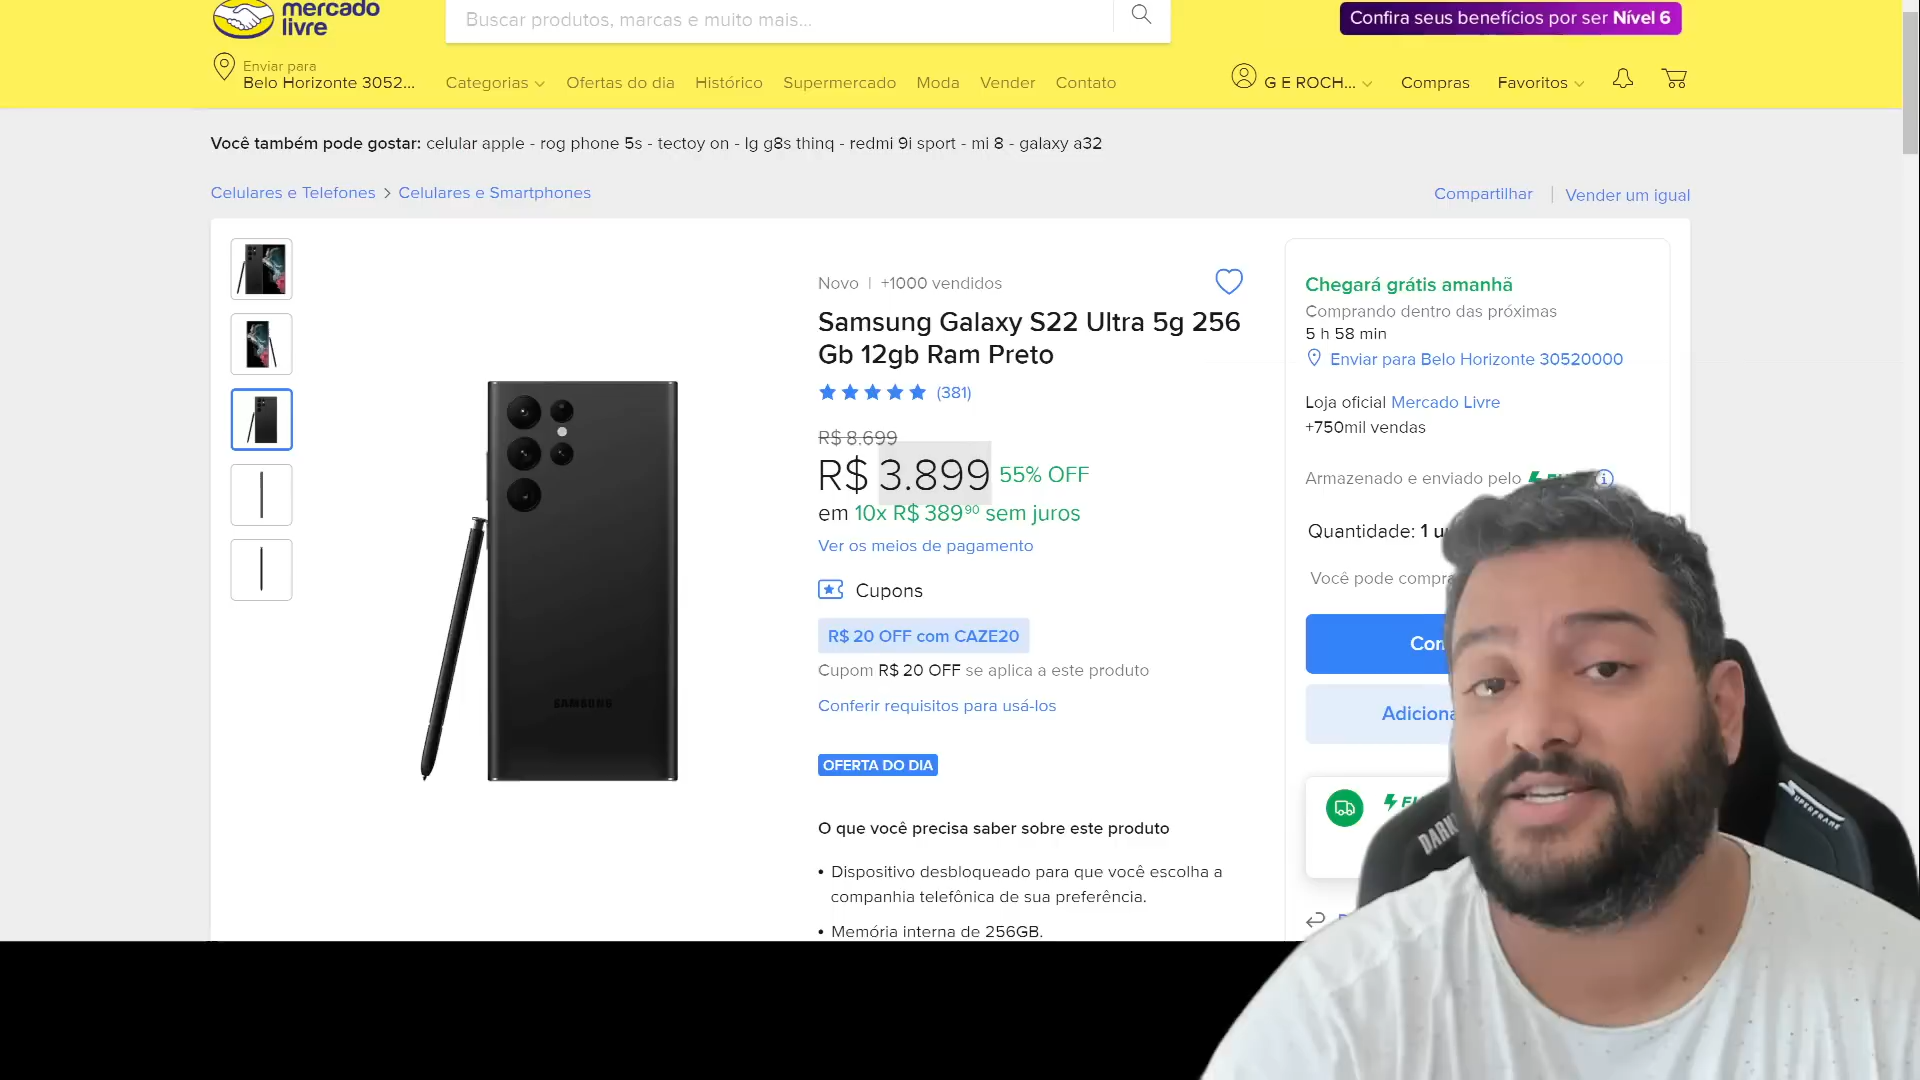 mercado
livre
Buscar produtos, marcas e muito mais...
Confira seus benefícios por ser Nível 6
Enviar para
Belo Horizonte 3052...
Categorias
Ofertas do dia
Histórico
Supermercado
Moda
Vender
Contato
G E ROCH...
Compras
Favoritos
Você também pode gostar: celular apple - rog phone 5s - tectoy on - lg g8s thinq - redmi 9i sport - mi 8 - galaxy a32
Celulares e Telefones > Celulares e Smartphones
Compartilhar | Vender um igual
Novo | +1000 vendidos
Samsung Galaxy S22 Ultra 5g 256
Gb 12gb Ram Preto
(381)
R$ 8.699
R$ 3.899 55% OFF
em 10x R$ 389,90 sem juros
Ver os meios de pagamento
Cupons
R$ 20 OFF com CAZE20
Cupom R$ 20 OFF se aplica a este produto
Conferir requisitos para usá-los
OFERTA DO DIA
O que você precisa saber sobre este produto
• Dispositivo desbloqueado para que você escolha a
companhia telefônica de sua preferência.
• Memória interna de 256GB.
SAMSUNG
Chegará grátis amanhã
Comprando dentro das próximas
5 h 58 min
Enviar para Belo Horizonte 30520000
Loja oficial Mercado Livre
+750mil vendas
Armazenado e enviado pelo
Quantidade: 1 u
Você pode compra
Com
Adiciona
DARK
SUPERFRAME